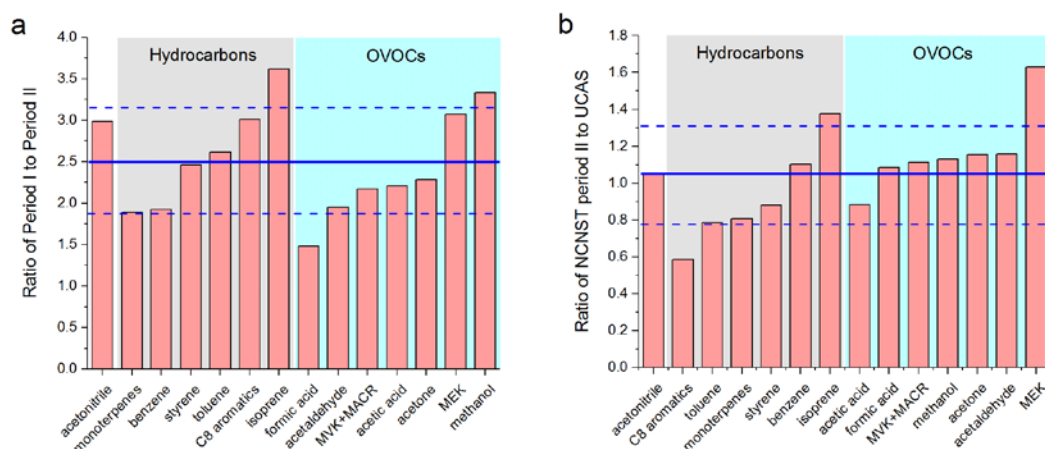 a
Hydrocarbons
OVOCs
Ratio of Period I to Period II
4.0
3.5
3.0
2.5
2.0
1.5
1.0
0.5
0.0
acetonitrile
monoterpenes
benzene
styrene
toluene
C8 aromatics
isoprene
formic acid
acetaldehyde
MVK+MACR
acetic acid
acetone
MEK
methanol
b
Hydrocarbons
OVOCs
Ratio of NCNST period II to UCAS
1.8
1.6
1.4
1.2
1.0
0.8
0.6
0.4
0.2
0.0
acetonitrile
C8 aromatics
toluene
monoterpenes
styrene
benzene
isoprene
acetic acid
formic acid
MVK+MACR
methanol
acetone
acetaldehyde
MEK